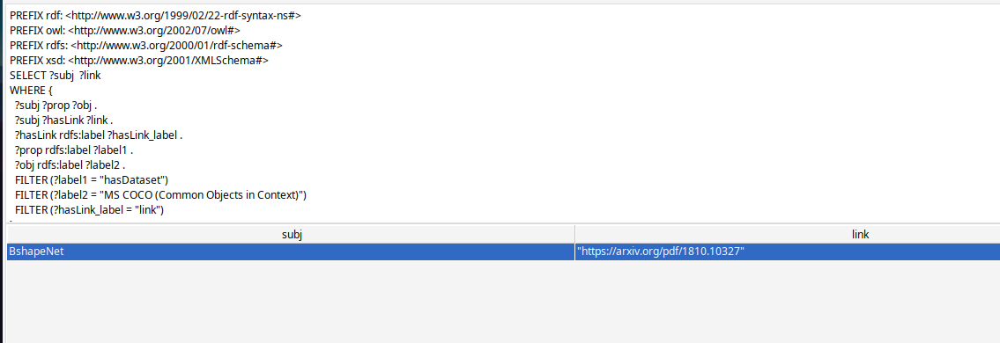 PREFIX rdf: <http://www.w3.org/1999/02/22-rdf-syntax-ns#>
PREFIX owl: <http://www.w3.org/2002/07/owl#>
PREFIX rdfs: <http://www.w3.org/2000/01/rdf-schema#>
PREFIX xsd: <http://www.w3.org/2001/XMLSchema#>
SELECT ?subj ?link
WHERE {
?subj ?prop ?obj .
?subj ?hasLink ?link .
?hasLink rdfs:label ?hasLink_label .
?prop rdfs:label ?label1 .
?obj rdfs:label ?label2 .
FILTER (?label1 = "hasDataset")
FILTER (?label2 = "MS COCO (Common Objects in Context)")
FILTER (?hasLink_label = "link")
subj link
BshapeNet "https://arxiv.org/pdf/1810.10327"